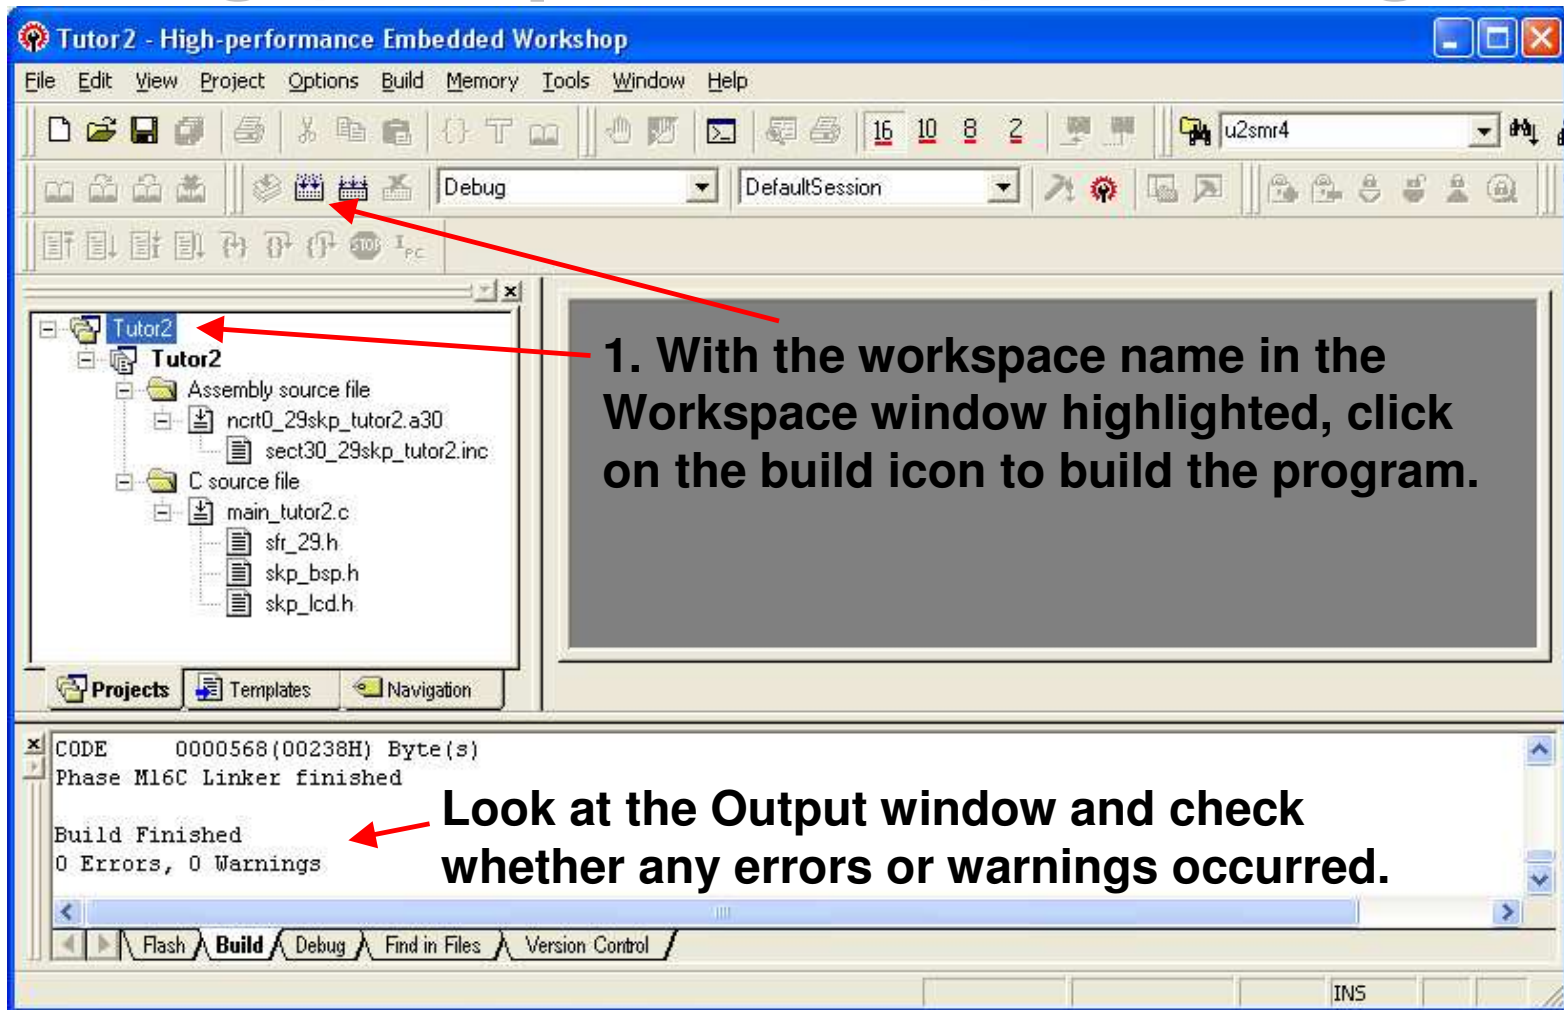 Tutor2 - High-performance Embedded Workshop
File Edit View Project Options Build Memory Tools Window Help
16 10 8 2 u2smr4
Debug DefaultSession
STOP IPC
Tutor2
Tutor2
Assembly source file
ncrt0_29skp_tutor2.a30
sect30_29skp_tutor2.inc
C source file
main_tutor2.c
sfr_29.h
skp_bsp.h
skp_lcd.h
1. With the workspace name in the
Workspace window highlighted, click
on the build icon to build the program.
Projects Templates Navigation
CODE 0000568(00238H) Byte(s)
Phase M16C Linker finished
Build Finished
0 Errors, 0 Warnings
Look at the Output window and check
whether any errors or warnings occurred.
Flash Build Debug Find in Files Version Control
INS